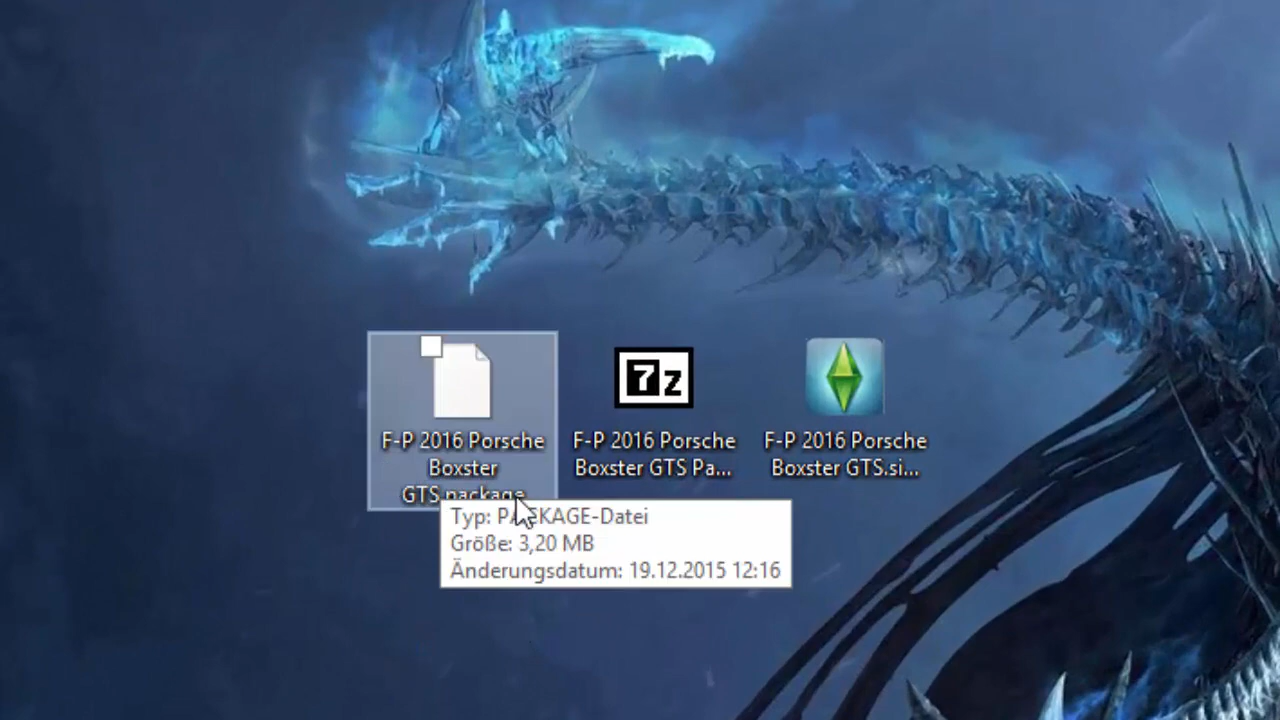 F-P 2016 Porsche
Boxster
GTS.package
7z
F-P 2016 Porsche
Boxster GTS Pa...
F-P 2016 Porsche
Boxster GTS.si...
Typ: PACKAGE-Datei
Größe: 3,20 MB
Änderungsdatum: 19.12.2015 12:16